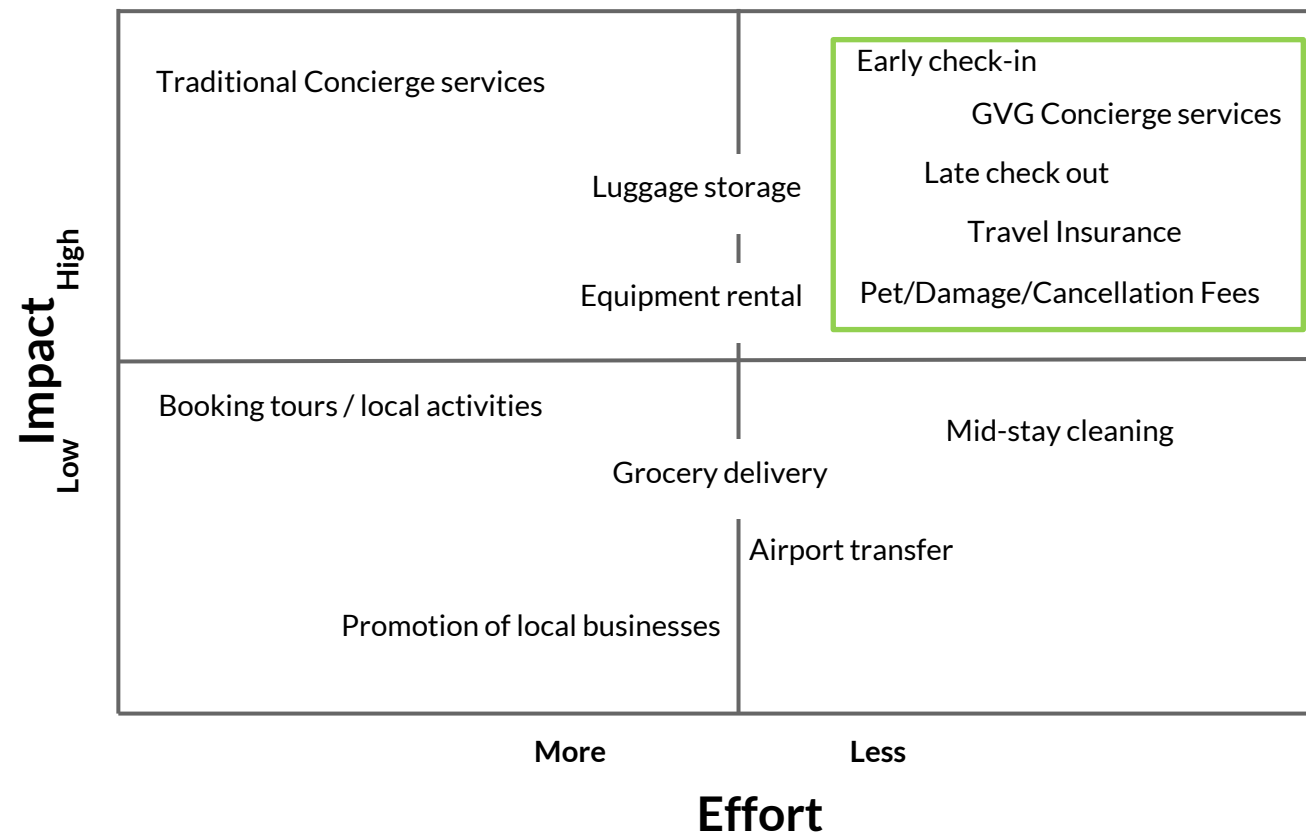 Traditional Concierge services
Early check-in
GVG Concierge services
Late check out
Luggage storage
Travel Insurance
Equipment rental
Pet/Damage/Cancellation Fees
High
Impact
Low
Booking tours / local activities
Mid-stay cleaning
Grocery delivery
Airport transfer
Promotion of local businesses
More
Less
Effort